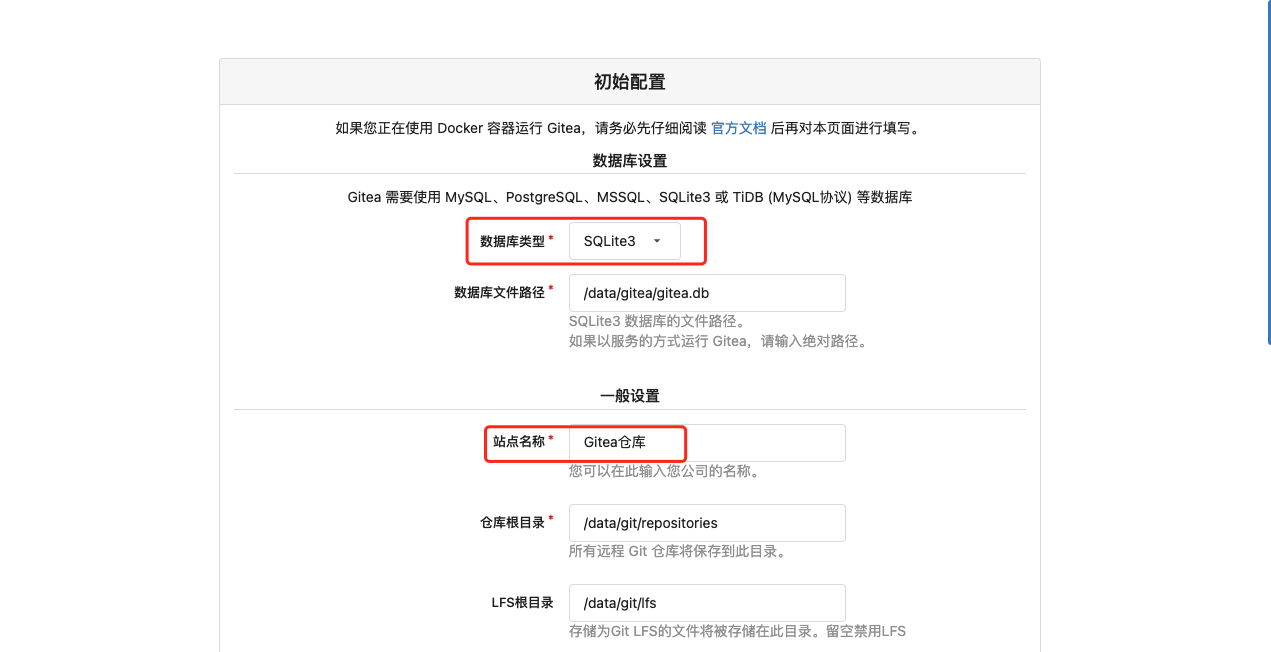 初始配置
如果您正在使用 Docker 容器运行 Gitea，请务必先仔细阅读 官方文档 后再对本页面进行填写。
数据库设置
Gitea 需要使用 MySQL、PostgreSQL、MSSQL、SQLite3 或 TiDB (MySQL协议) 等数据库
数据库类型* SQLite3
数据库文件路径* /data/gitea/gitea.db
SQLite3 数据库的文件路径。
如果以服务的方式运行 Gitea，请输入绝对路径。
一般设置
站点名称* Gitea仓库
您可以在此输入您公司的名称。
仓库根目录* /data/git/repositories
所有远程 Git 仓库将保存到此目录。
LFS根目录 /data/git/lfs
存储为Git LFS的文件将被存储在此目录。留空禁用LFS